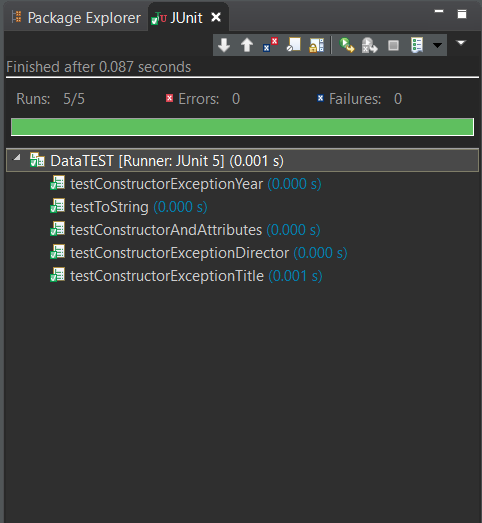 Package Explorer JUnit
Finished after 0.087 seconds
Runs: 5/5 Errors: 0 Failures: 0
DataTEST [Runner: JUnit 5] (0.001 s)
testConstructorExceptionYear (0.000 s)
testToString (0.000 s)
testConstructorAndAttributes (0.000 s)
testConstructorExceptionDirector (0.000 s)
testConstructorExceptionTitle (0.001 s)